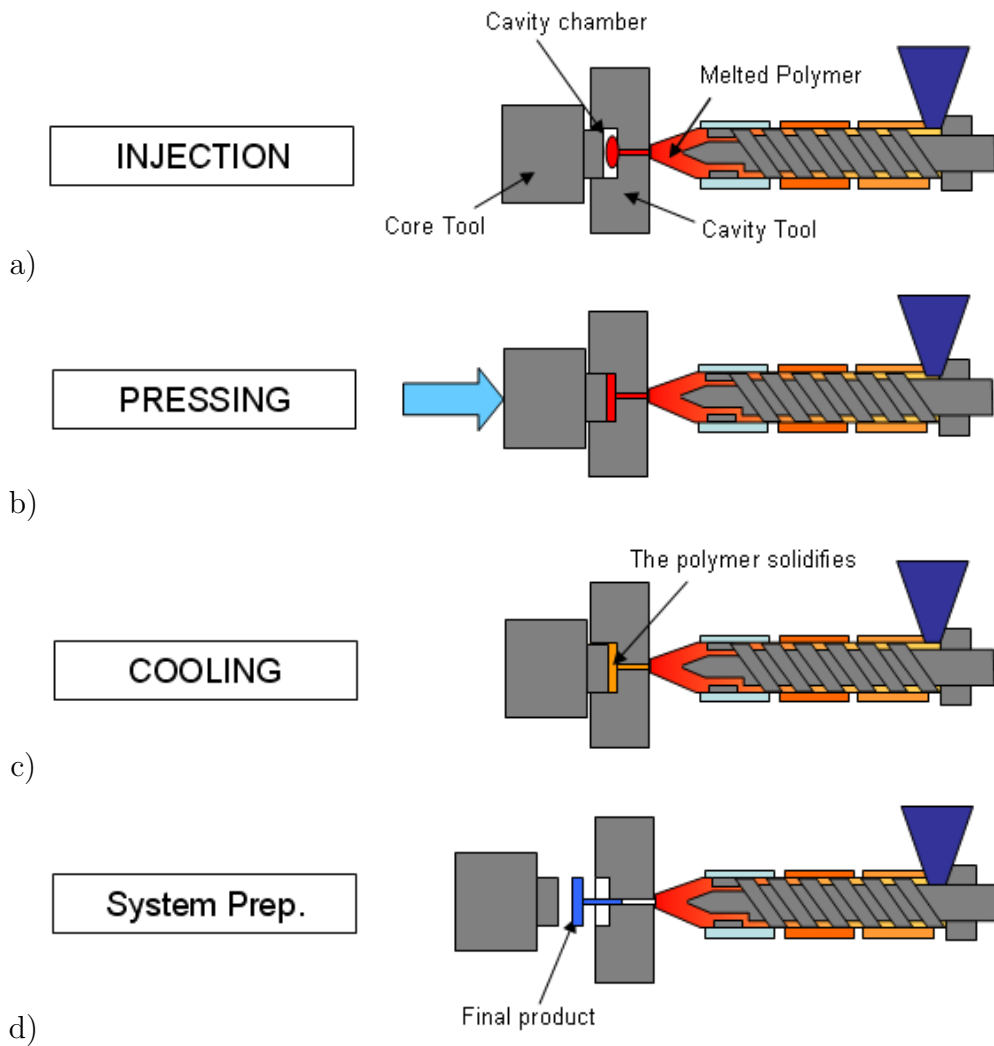 Cavity chamber
Melted Polymer
INJECTION
Core Tool
Cavity Tool
a)
PRESSING
b)
The polymer solidifies
COOLING
c)
System Prep.
Final product
d)